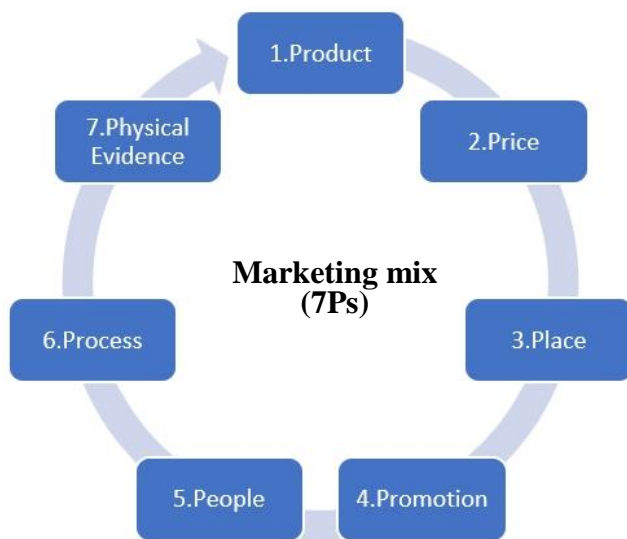 1.Product
2.Price
3.Place
4.Promotion
5.People
6.Process
7.Physical
Evidence
Marketing mix
(7Ps)